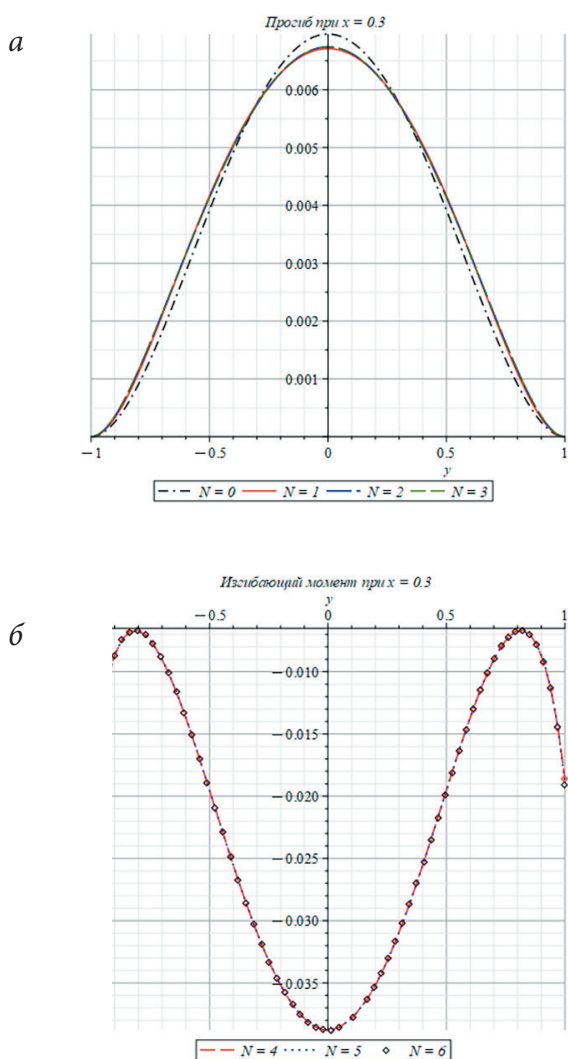 а
Прогиб при x = 0.3
0.006
0.005
0.004
0.003
0.002
0.001
−1 −0.5 0 0.5 1
y
N = 0 N = 1 N = 2 N = 3
б
Изгибающий момент при x = 0.3
y
−0.5 0 0.5 1
−0.010
−0.015
−0.020
−0.025
−0.030
−0.035
N = 4 N = 5 N = 6